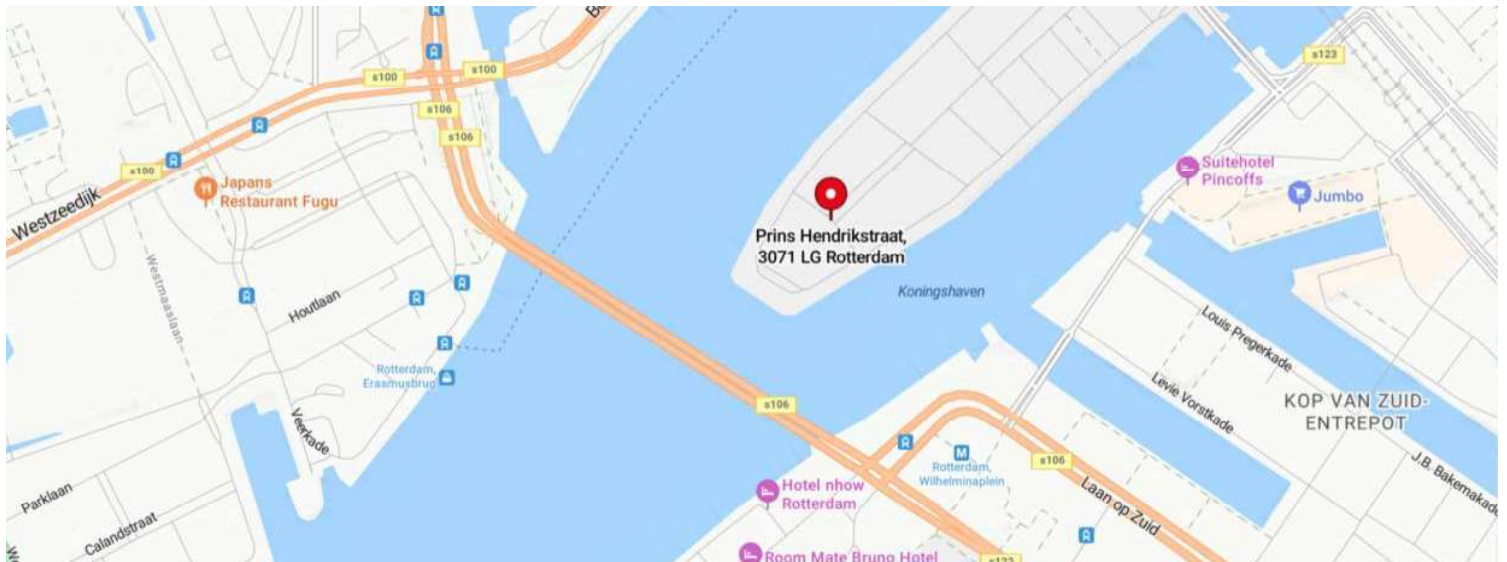 s100
s100
s106
s106
s100
Westzeedijk
Japans
Restaurant Fugu
Westmaaslaan
Houtlaan
Rotterdam,
Erasmusbrug
Veerkade
Parklaan
Calandstraat
Prins Hendrikstraat,
3071 LG Rotterdam
Koningshaven
s123
Suitehotel
Pincoffs
Jumbo
Louis Pregerkade
Levie Vorstkade
KOP VAN ZUID-
ENTREPOT
J.B. Bakemakade
s106
M
Rotterdam,
Wilhelminaplein
s106
Laan op Zuid
Hotel nhow
Rotterdam
Room Mate Bruno Hotel